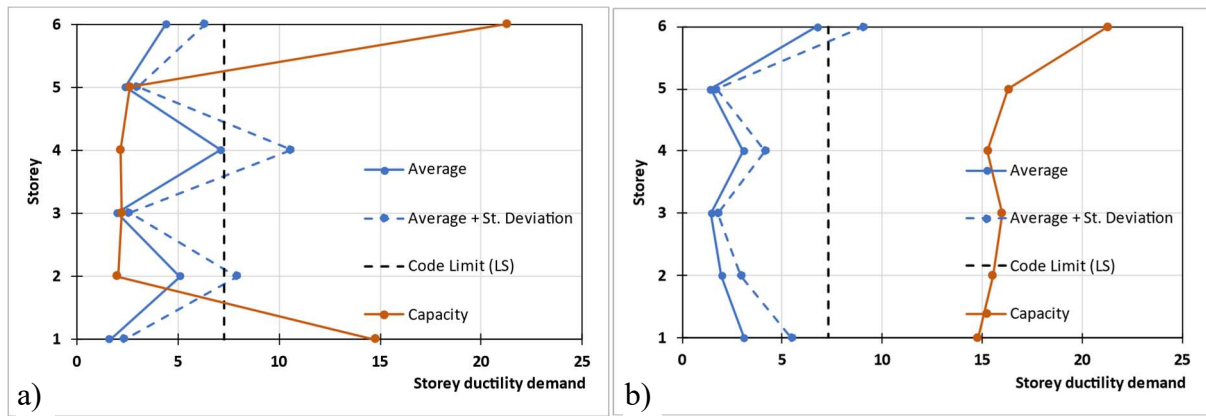 6
5
4
3
2
1
Storey
0
5
10
15
20
25
Storey ductility demand
Average
Average + St. Deviation
Code Limit (LS)
Capacity
a)
6
5
4
3
2
1
Storey
0
5
10
15
20
25
Storey ductility demand
Average
Average + St. Deviation
Code Limit (LS)
Capacity
b)